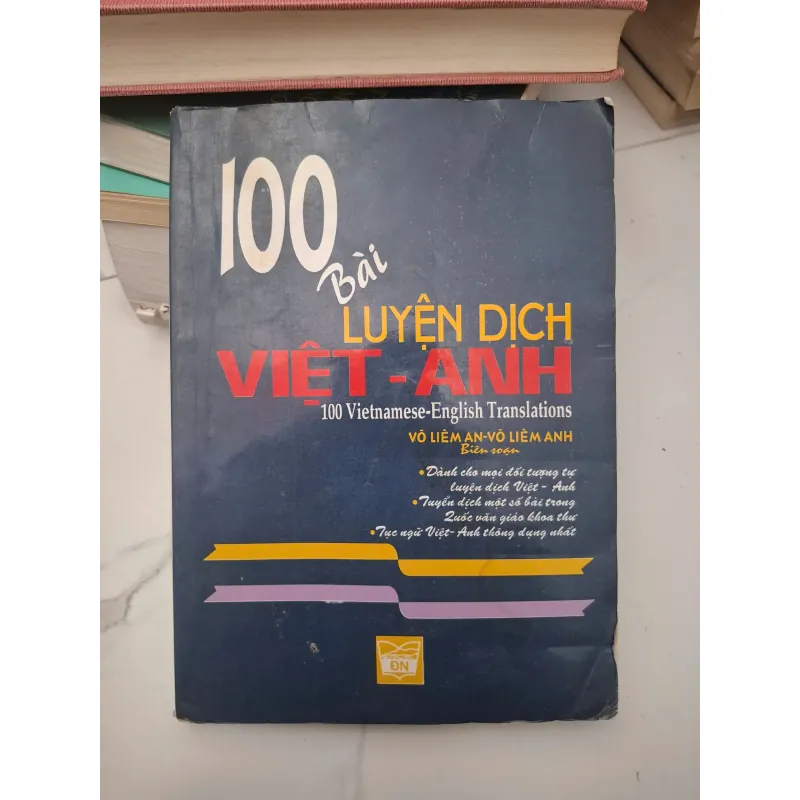 100
Bài
LUYỆN DỊCH
VIỆT - ANH
100 Vietnamese-English Translations
VÕ LIÊM AN-VÕ LIÊM ANH
Biên soạn
•Dành cho mọi đối tượng tự
luyện dịch Việt - Anh
•Tuyển dịch một số bài trong
Quốc văn giáo khoa thư
•Tục ngữ Việt-Anh thông dụng nhất
ĐN